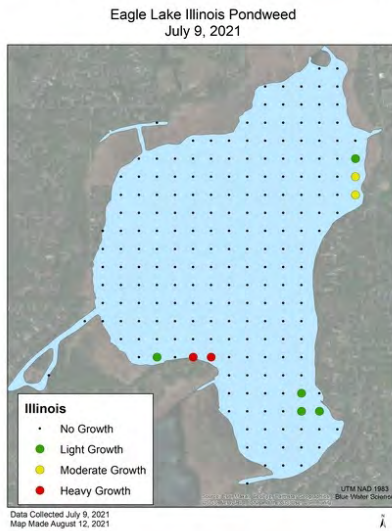 Eagle Lake Illinois Pondweed
July 9, 2021
Illinois
No Growth
Light Growth
Moderate Growth
Heavy Growth
UTM NAD 1983
Blue Water Science
Data Collected July 9, 2021
Map Made August 12, 2021
N